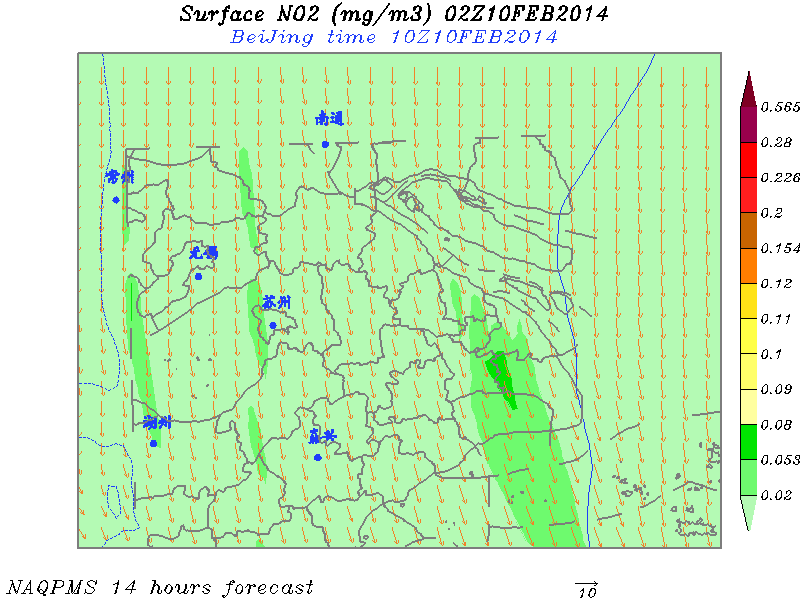 Surface NO2 (mg/m3) 02Z10FEB2014
BeiJing time 10Z10FEB2014
南通
常州
无锡
苏州
湖州
嘉兴
0.565
0.28
0.226
0.2
0.154
0.12
0.11
0.1
0.09
0.08
0.053
0.02
NAQPMS 14 hours forecast
10